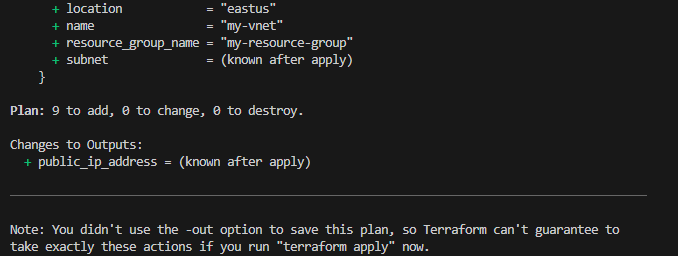 + location            = "eastus"
+ name                = "my-vnet"
+ resource_group_name = "my-resource-group"
+ subnet              = (known after apply)
}
Plan: 9 to add, 0 to change, 0 to destroy.
Changes to Outputs:
+ public_ip_address = (known after apply)
Note: You didn't use the -out option to save this plan, so Terraform can't guarantee to
take exactly these actions if you run "terraform apply" now.